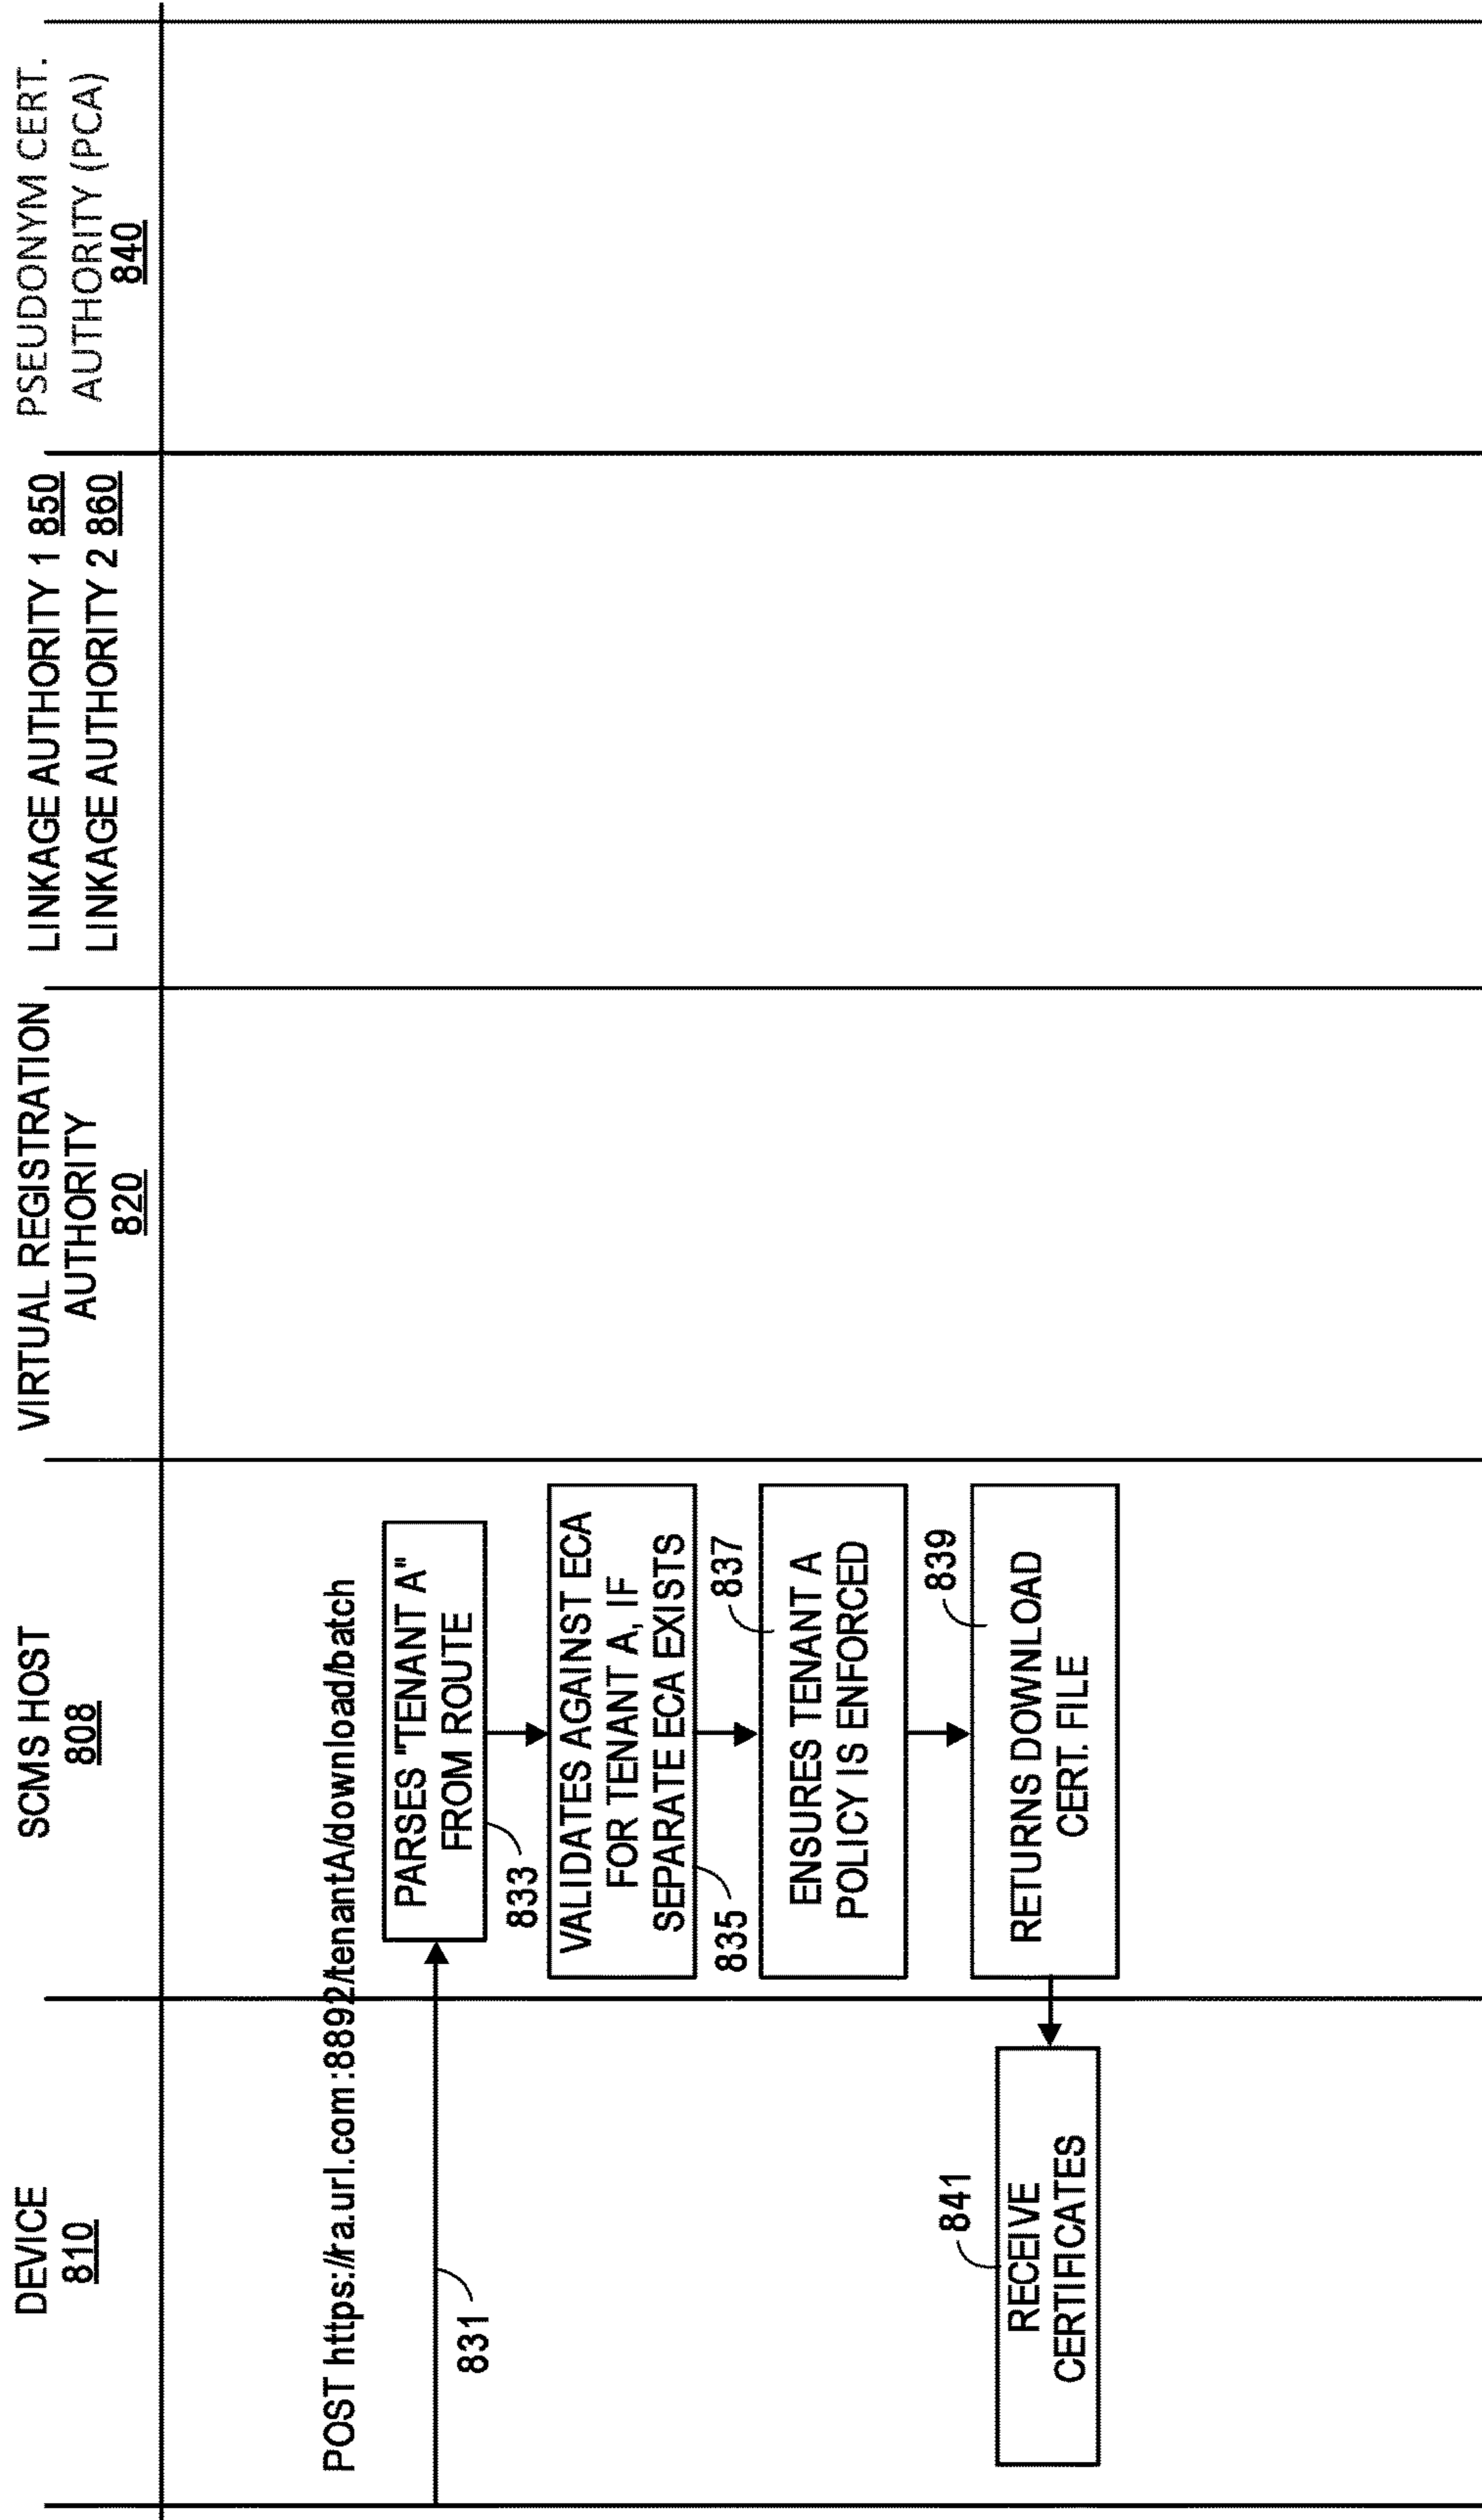 DEVICE
810
SCMS HOST
808
VIRTUAL REGISTRATION
AUTHORITY
820
LINKAGE AUTHORITY 1 850
LINKAGE AUTHORITY 2 860
PSEUDONYM CERT.
AUTHORITY (PCA)
840
POST https://ra.url.com:8892/tenantA/download/batch
831
PARSES "TENANT A"
FROM ROUTE
833
VALIDATES AGAINST ECA
FOR TENANT A, IF
SEPARATE ECA EXISTS
835
837
ENSURES TENANT A
POLICY IS ENFORCED
839
RETURNS DOWNLOAD
CERT. FILE
841
RECEIVE
CERTIFICATES